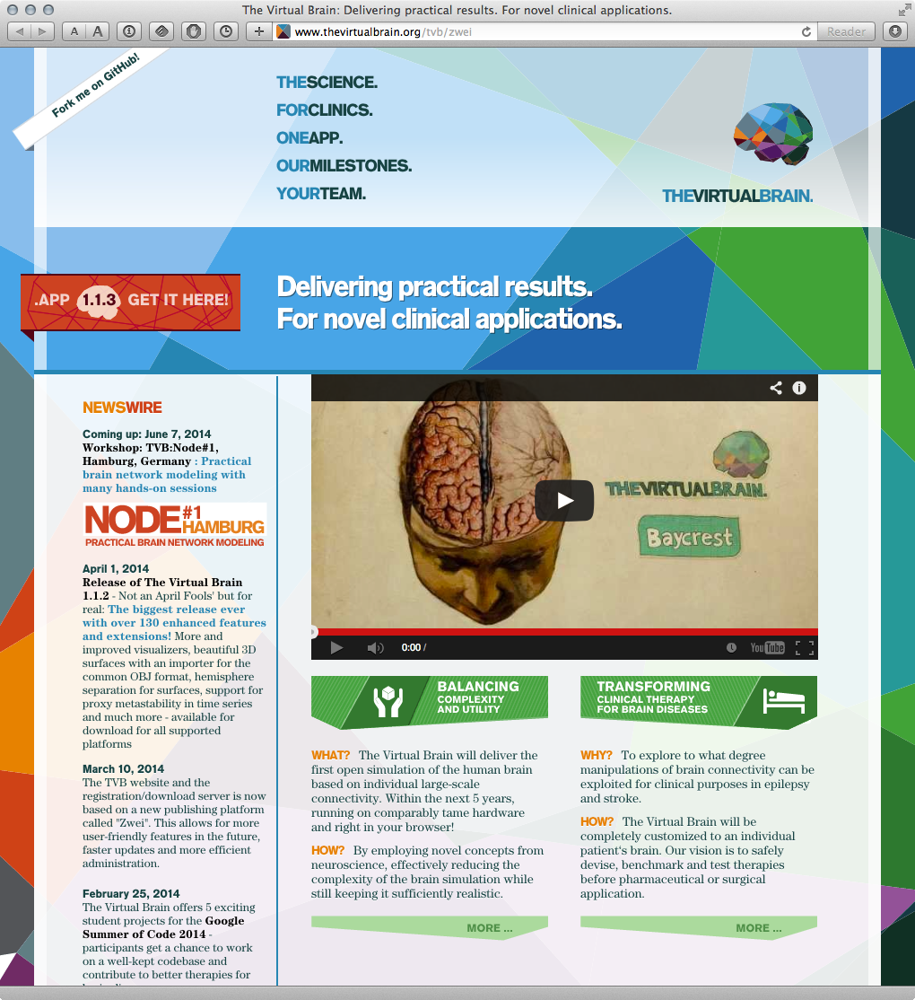 The Virtual Brain: Delivering practical results. For novel clinical applications.
A A
www.thevirtualbrain.org/tvb/zwei
Reader
Fork me on GitHub!
THESCIENCE.
FORCLINICS.
ONEAPP.
OURMILESTONES.
YOURTEAM.
THEVIRTUALBRAIN.
.APP 1.1.3 GET IT HERE!
Delivering practical results.
For novel clinical applications.
NEWSWIRE
Coming up: June 7, 2014
Workshop: TVB:Node#1,
Hamburg, Germany : Practical
brain network modeling with
many hands-on sessions
NODE #1
HAMBURG
PRACTICAL BRAIN NETWORK MODELING
April 1, 2014
Release of The Virtual Brain
1.1.2 - Not an April Fools' but for
real: The biggest release ever
with over 130 enhanced features
and extensions! More and
improved visualizers, beautiful 3D
surfaces with an importer for the
common OBJ format, hemisphere
separation for surfaces, support for
proxy metastability in time series
and much more - available for
download for all supported
platforms
March 10, 2014
The TVB website and the
registration/download server is now
based on a new publishing platform
called "Zwei". This allows for more
user-friendly features in the future,
faster updates and more efficient
administration.
February 25, 2014
The Virtual Brain offers 5 exciting
student projects for the Google
Summer of Code 2014 -
participants get a chance to work
on a well-kept codebase and
contribute to better therapies for
THEVIRTUALBRAIN.
Baycrest
0:00 /
YouTube
BALANCING
COMPLEXITY
AND UTILITY
WHAT? The Virtual Brain will deliver the
first open simulation of the human brain
based on individual large-scale
connectivity. Within the next 5 years,
running on comparably tame hardware
and right in your browser!
HOW? By employing novel concepts from
neuroscience, effectively reducing the
complexity of the brain simulation while
still keeping it sufficiently realistic.
MORE ...
TRANSFORMING
CLINICAL THERAPY
FOR BRAIN DISEASES
WHY? To explore to what degree
manipulations of brain connectivity can be
exploited for clinical purposes in epilepsy
and stroke.
HOW? The Virtual Brain will be
completely customized to an individual
patient's brain. Our vision is to safely
devise, benchmark and test therapies
before pharmaceutical or surgical
application.
MORE ...